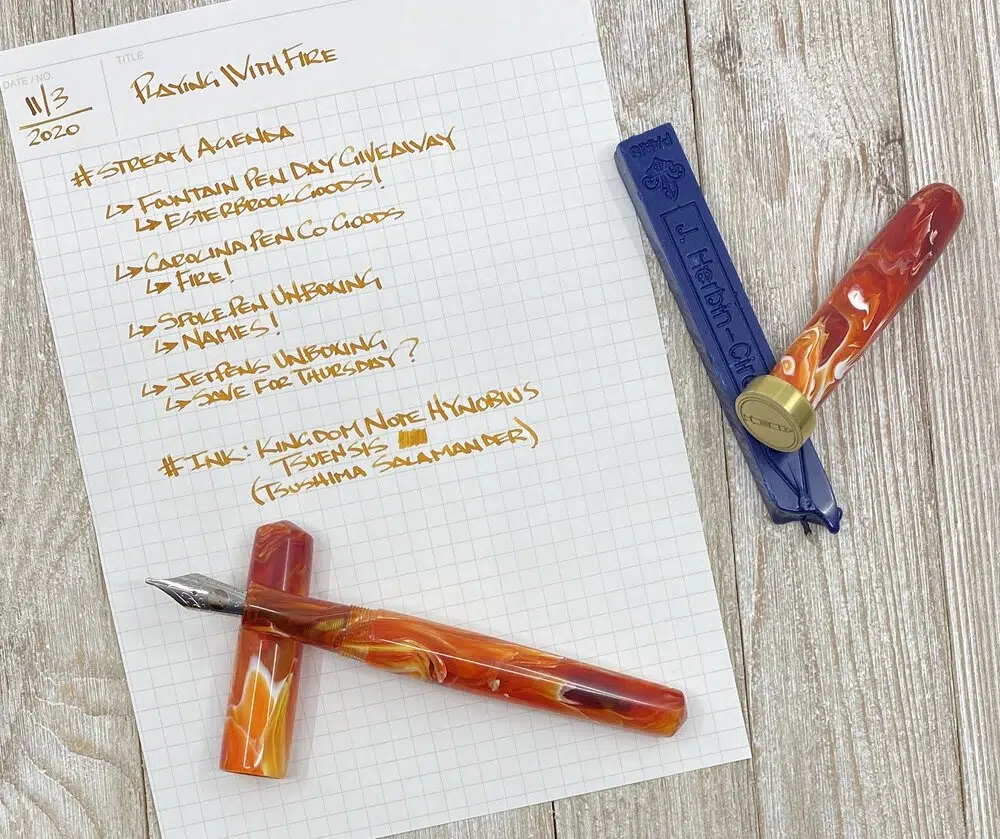 DATE / NO.
TITLE
11/3
2020
PLAYING WITH FIRE
#STREAM AGENDA
↳ FOUNTAIN PEN DAY GIVEAWAY
↳ ESTERBROOK GOODS!
↳ CAROLINA PEN CO GOODS
↳ FIRE!
↳ SPOKE PEN UNBOXING
↳ NAMES!
↳ JETPENS UNBOXING
↳ SAVE FOR THURSDAY?
#INK: KINGDOM NOTE HYNOBIUS
TSUENSIS
(TSUSHIMA SALAMANDER)
PARIS
J. Herbin-Cire